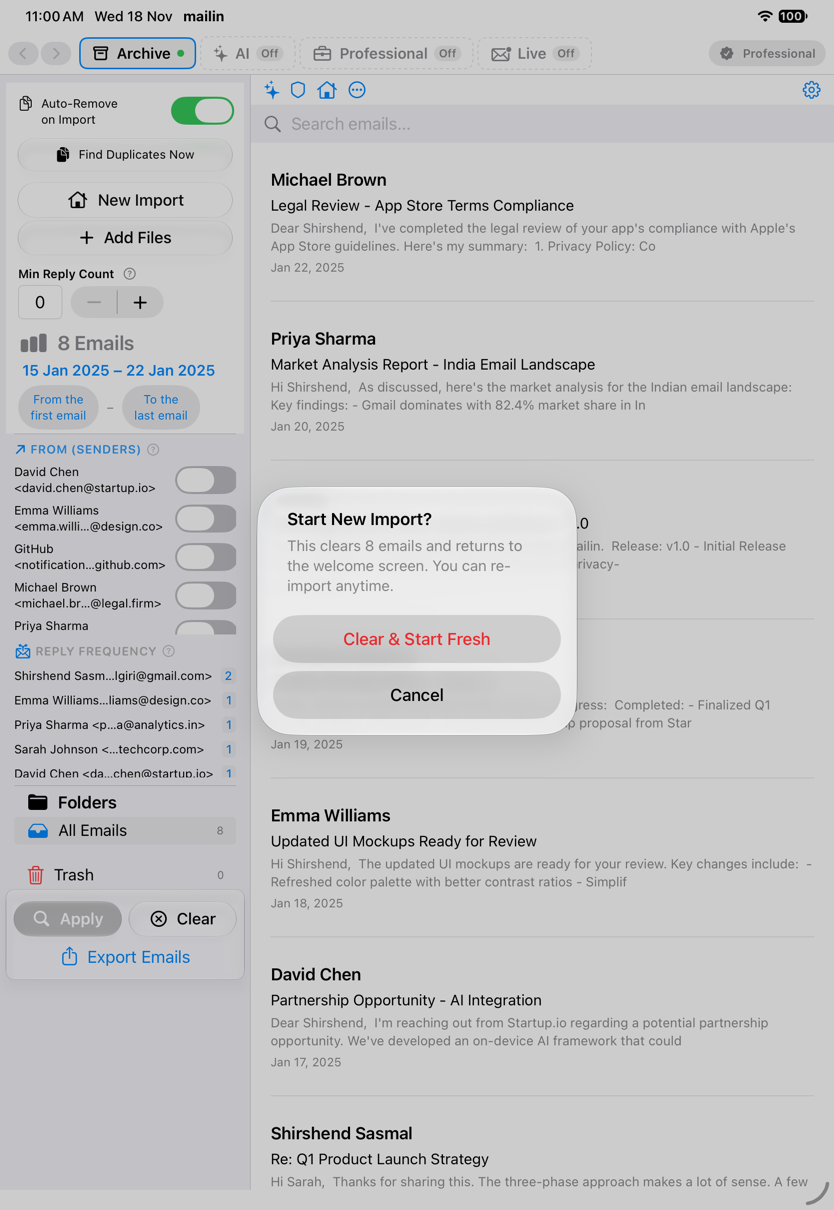 11:00 AM Wed 18 Nov mailin
100
Archive
AI Off
Professional Off
Live Off
Professional
Auto-Remove
on Import
Find Duplicates Now
New Import
Add Files
Min Reply Count ?
0
8 Emails
15 Jan 2025 – 22 Jan 2025
From the
first email
–
To the
last email
FROM (SENDERS) ?
David Chen
<david.chen@startup.io>
Emma Williams
<emma.willi...@design.co>
GitHub
<notification...github.com>
Michael Brown
<michael.br...@legal.firm>
Priya Sharma
REPLY FREQUENCY ?
Shirshend Sasm...lgiri@gmail.com> 2
Emma Williams...liams@design.co> 1
Priya Sharma <p...a@analytics.in> 1
Sarah Johnson <...techcorp.com> 1
David Chen <da...chen@startup.io> 1
Folders
All Emails 8
Trash 0
Apply
Clear
Export Emails
Search emails...
Michael Brown
Legal Review - App Store Terms Compliance
Dear Shirshend, I've completed the legal review of your app's compliance with Apple's
App Store guidelines. Here's my summary: 1. Privacy Policy: Co
Jan 22, 2025
Priya Sharma
Market Analysis Report - India Email Landscape
Hi Shirshend, As discussed, here's the market analysis for the Indian email landscape:
Key findings: - Gmail dominates with 82.4% market share in In
Jan 20, 2025
.0
ailin. Release: v1.0 - Initial Release
rivacy-
Start New Import?
This clears 8 emails and returns to
the welcome screen. You can re-
import anytime.
Clear & Start Fresh
Cancel
gress: Completed: - Finalized Q1
p proposal from Star
Jan 19, 2025
Emma Williams
Updated UI Mockups Ready for Review
Hi Shirshend, The updated UI mockups are ready for your review. Key changes include: -
Refreshed color palette with better contrast ratios - Simplif
Jan 18, 2025
David Chen
Partnership Opportunity - AI Integration
Dear Shirshend, I'm reaching out from Startup.io regarding a potential partnership
opportunity. We've developed an on-device AI framework that could
Jan 17, 2025
Shirshend Sasmal
Re: Q1 Product Launch Strategy
Hi Sarah, Thanks for sharing this. The three-phase approach makes a lot of sense. A few